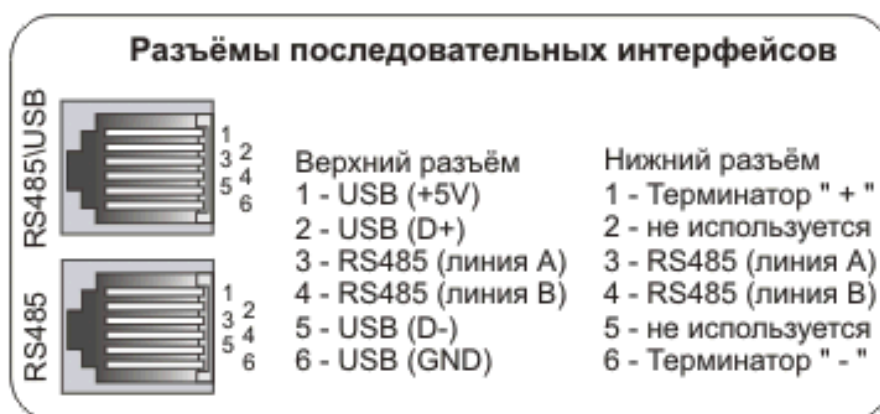 Разъёмы последовательных интерфейсов
RS485\USB
1
2
3
4
5
6
Верхний разъём
1 - USB (+5V)
2 - USB (D+)
3 - RS485 (линия A)
4 - RS485 (линия B)
5 - USB (D-)
6 - USB (GND)
Нижний разъём
1 - Терминатор " + "
2 - не используется
3 - RS485 (линия A)
4 - RS485 (линия B)
5 - не используется
6 - Терминатор " - "
RS485
1
2
3
4
5
6